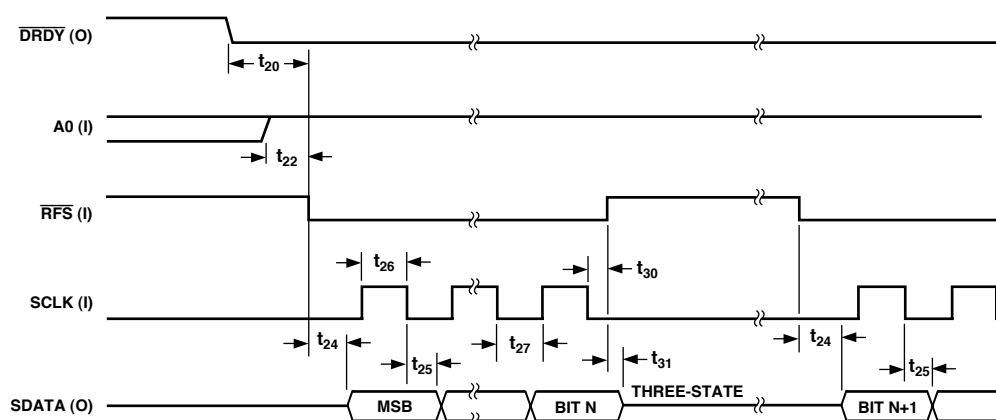 DRDY (O)
t20
A0 (I)
t22
RFS (I)
t26
t30
SCLK (I)
t24
t25
t27
t31
t24
t25
THREE-STATE
SDATA (O)
MSB
BIT N
BIT N+1